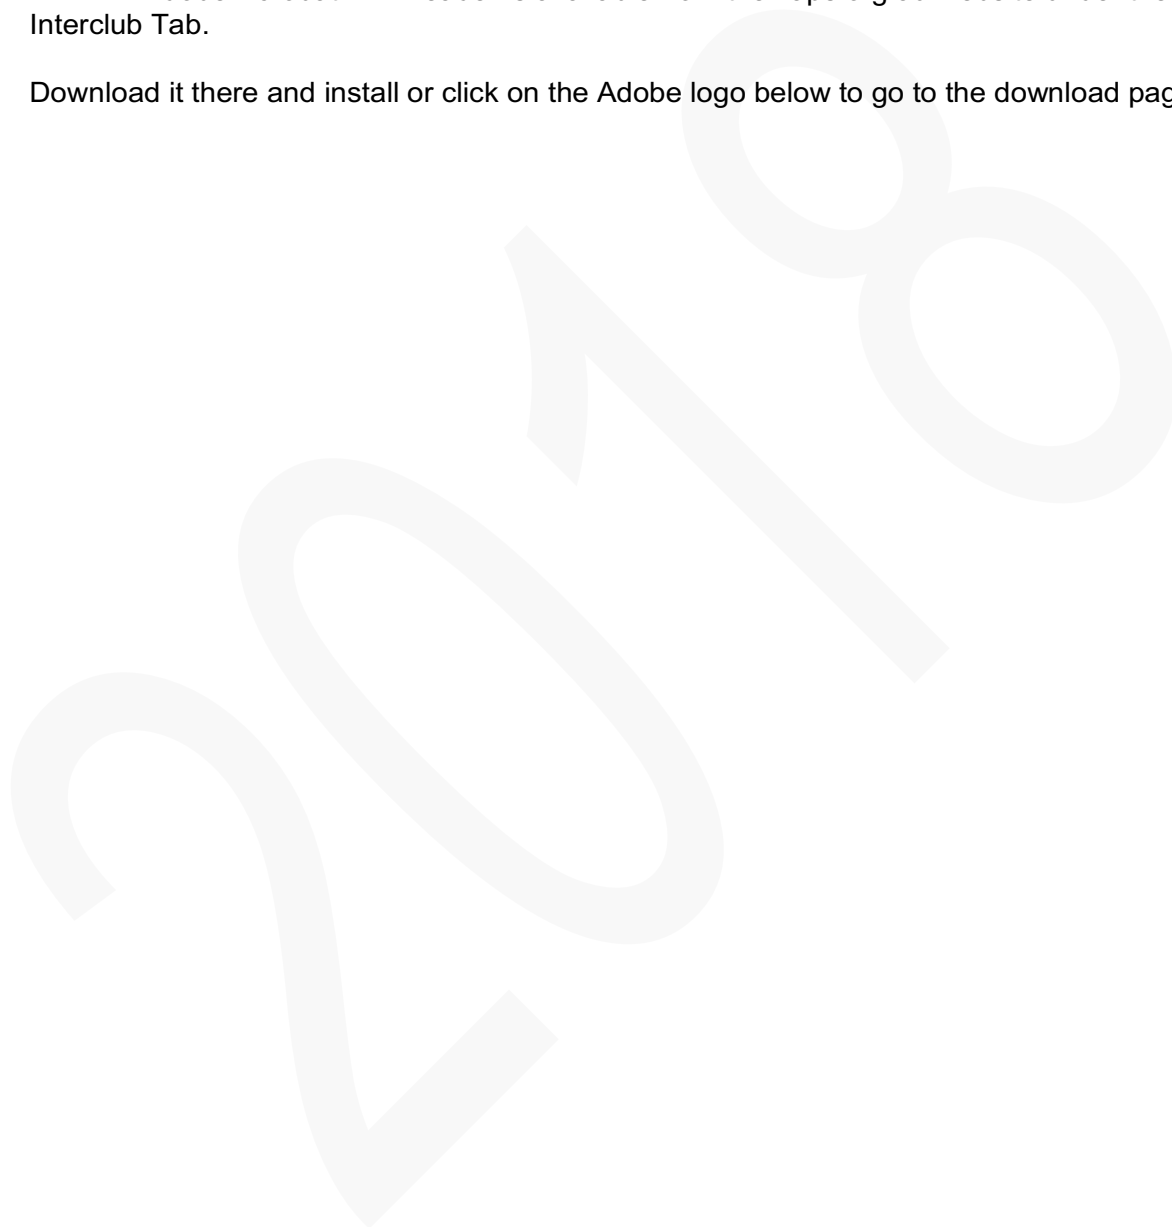 Interclub Tab.
Download it there and install or click on the Adobe logo below to go to the download pag
2018